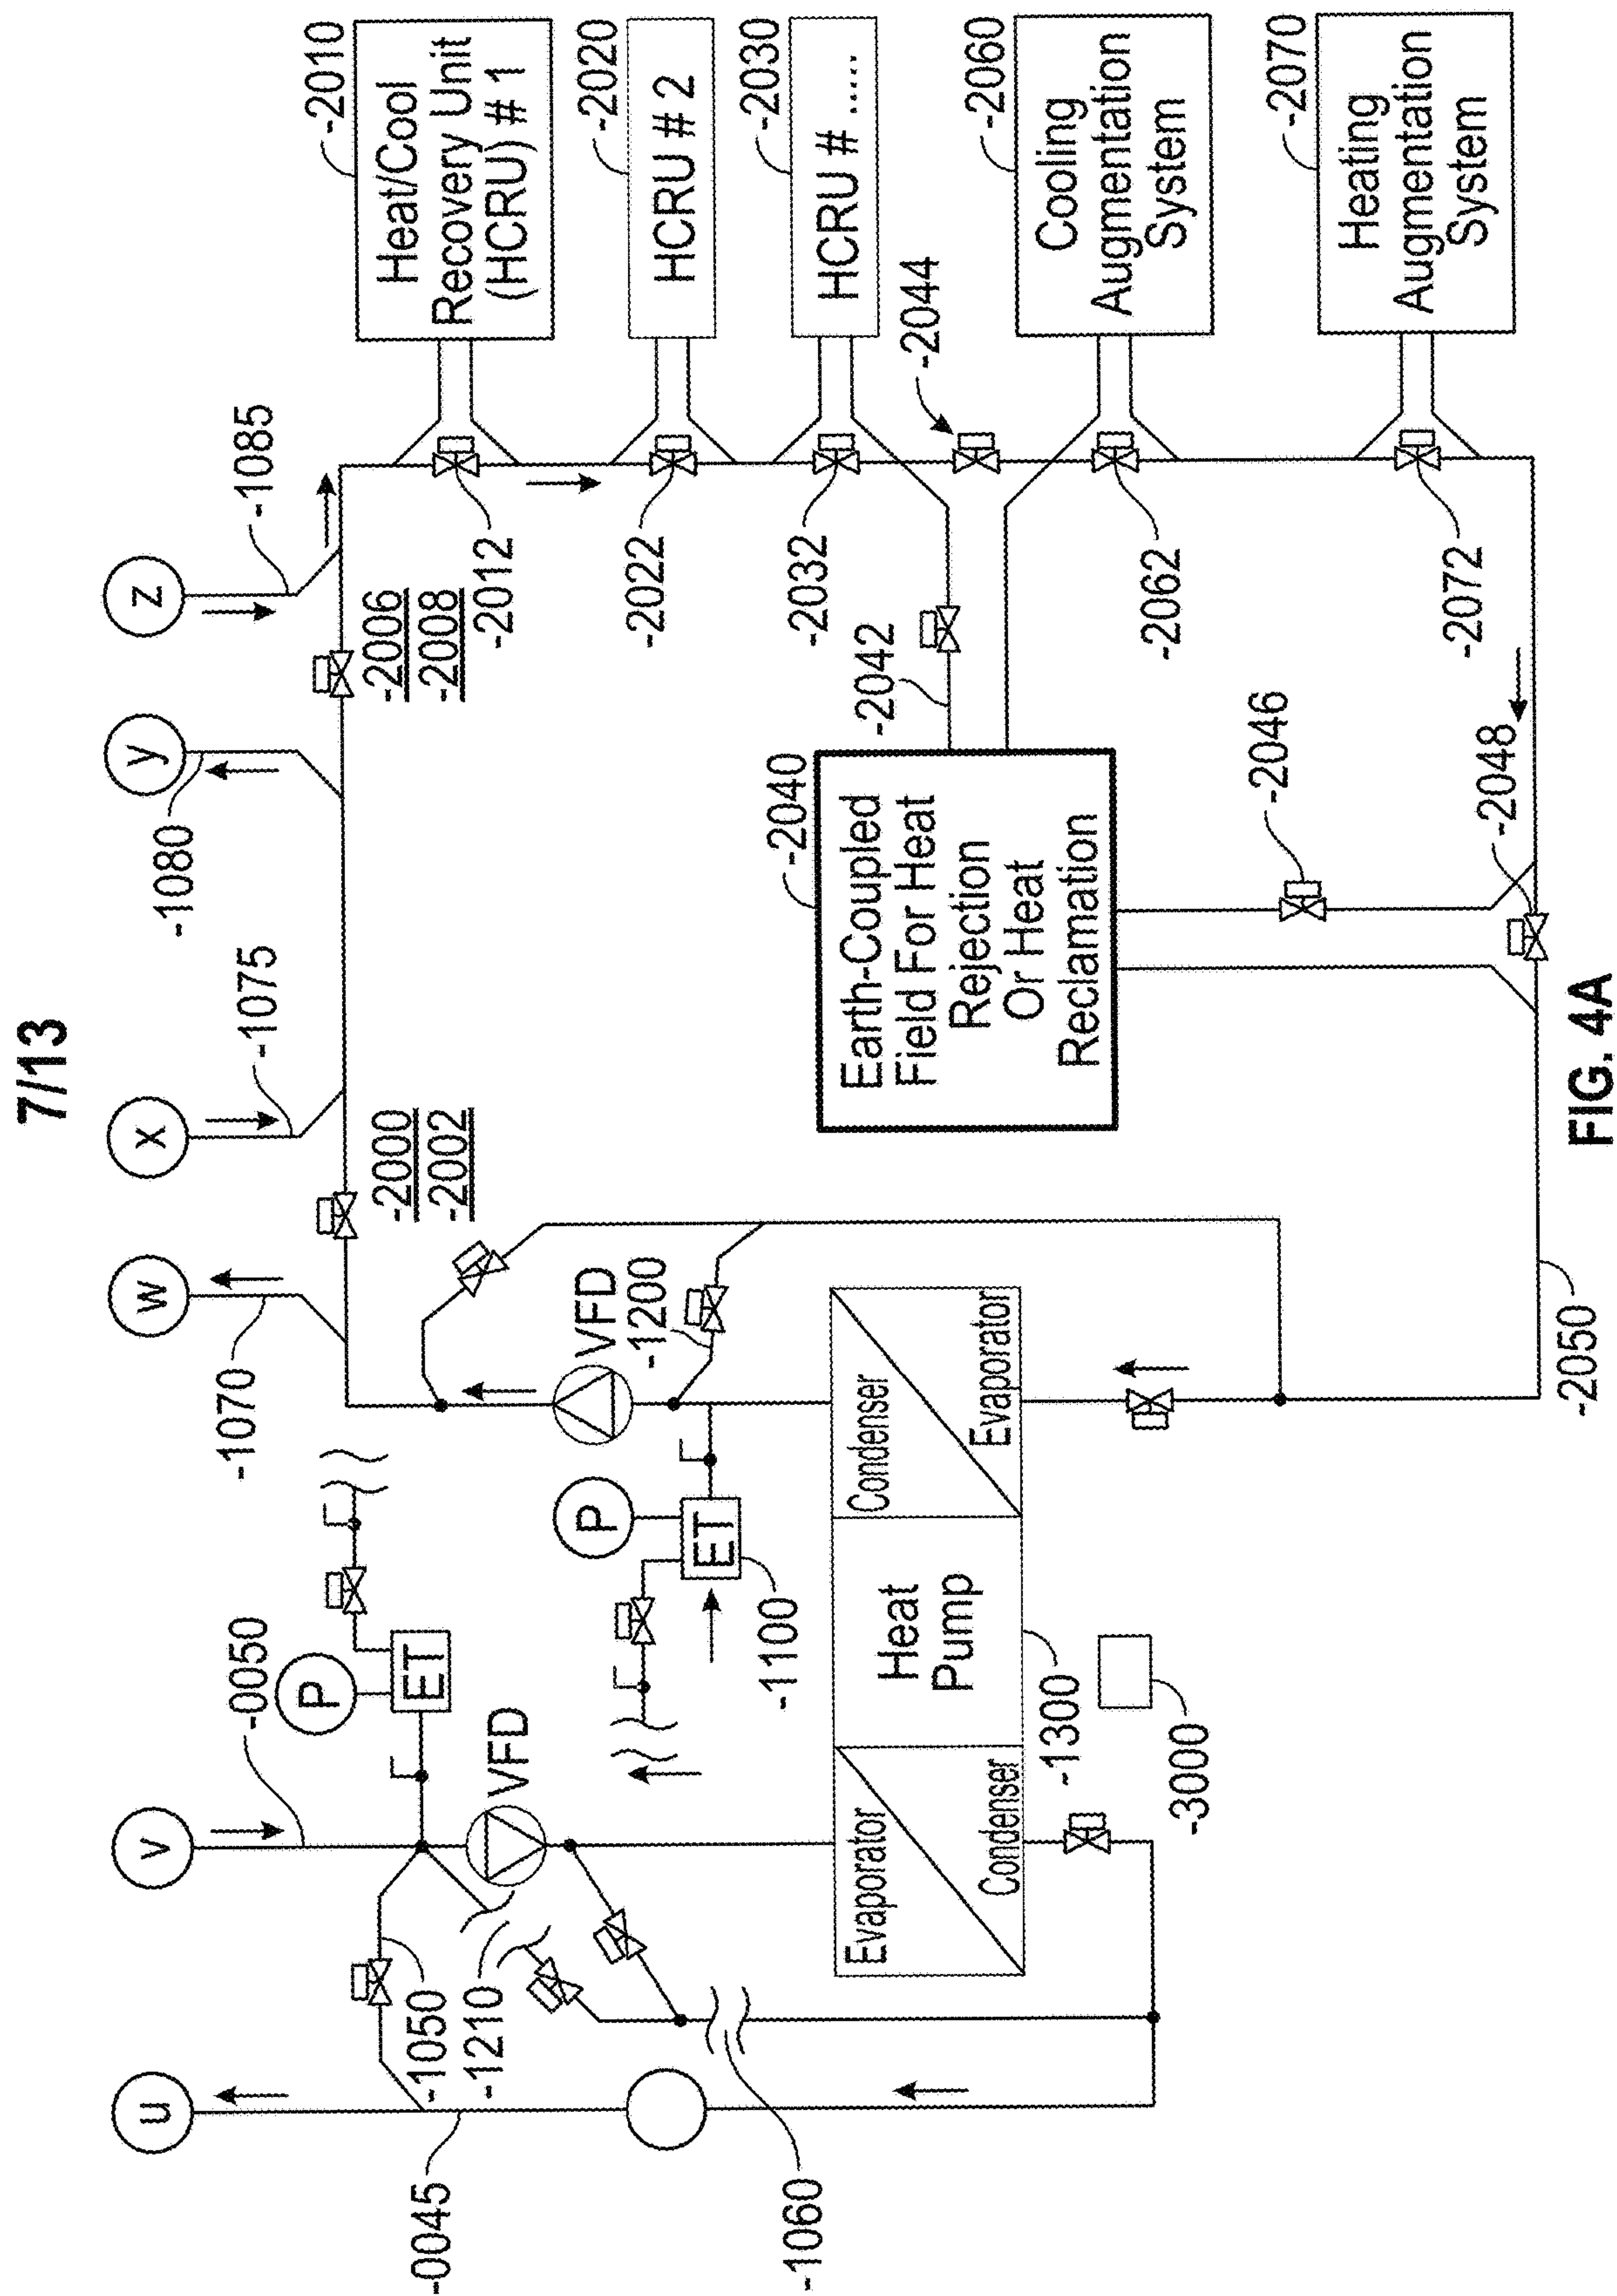 7/13
u
v
w
x
y
z
-0045
-0050
-1050
-1210
-1060
VFD
P
ET
-1070
-1075
-1080
-1085
-2000
-2002
-2006
-2008
VFD
-1200
P
ET
-1100
Evaporator
Condenser
Heat
Pump
Condenser
Evaporator
-1300
-3000
-2010
Heat/Cool
Recovery Unit
(HCRU) # 1
-2012
-2020
HCRU # 2
-2022
-2030
HCRU # .....
-2032
-2044
-2042
-2040
Earth-Coupled
Field For Heat
Rejection
Or Heat
Reclamation
-2060
Cooling
Augmentation
System
-2062
-2070
Heating
Augmentation
System
-2072
-2046
-2048
-2050
FIG. 4A